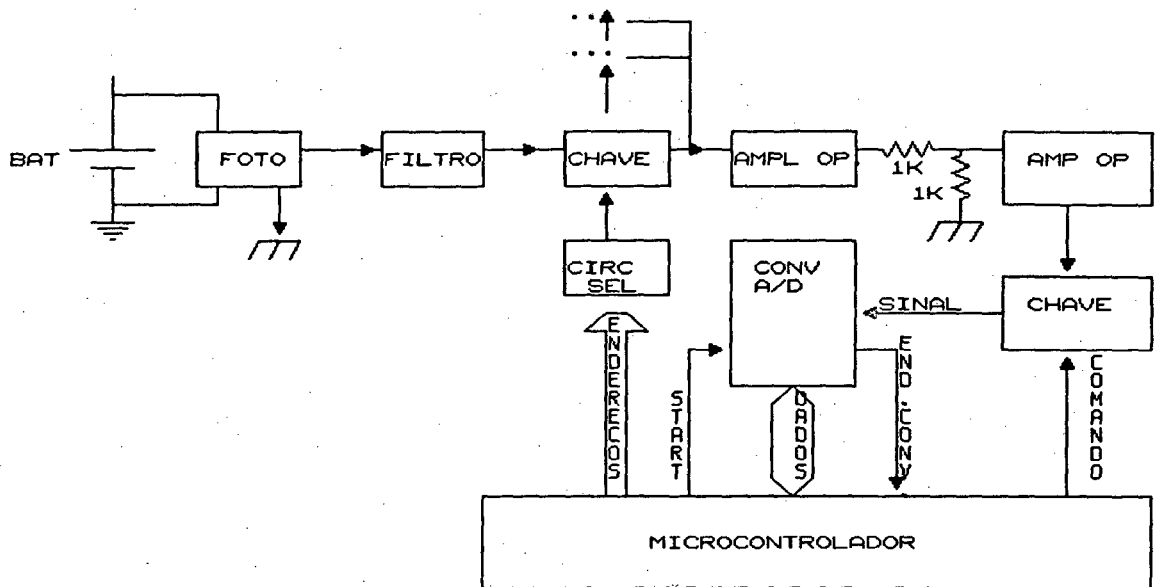 BAT
FOTO
FILTRO
CHAVE
AMPL OP
1K
1K
AMP OP
CIRC
SEL
CONV
A/D
SINAL
CHAVE
ENDERECOS
START
DADOS
END.CONV
COMANDO
MICROCONTROLADOR